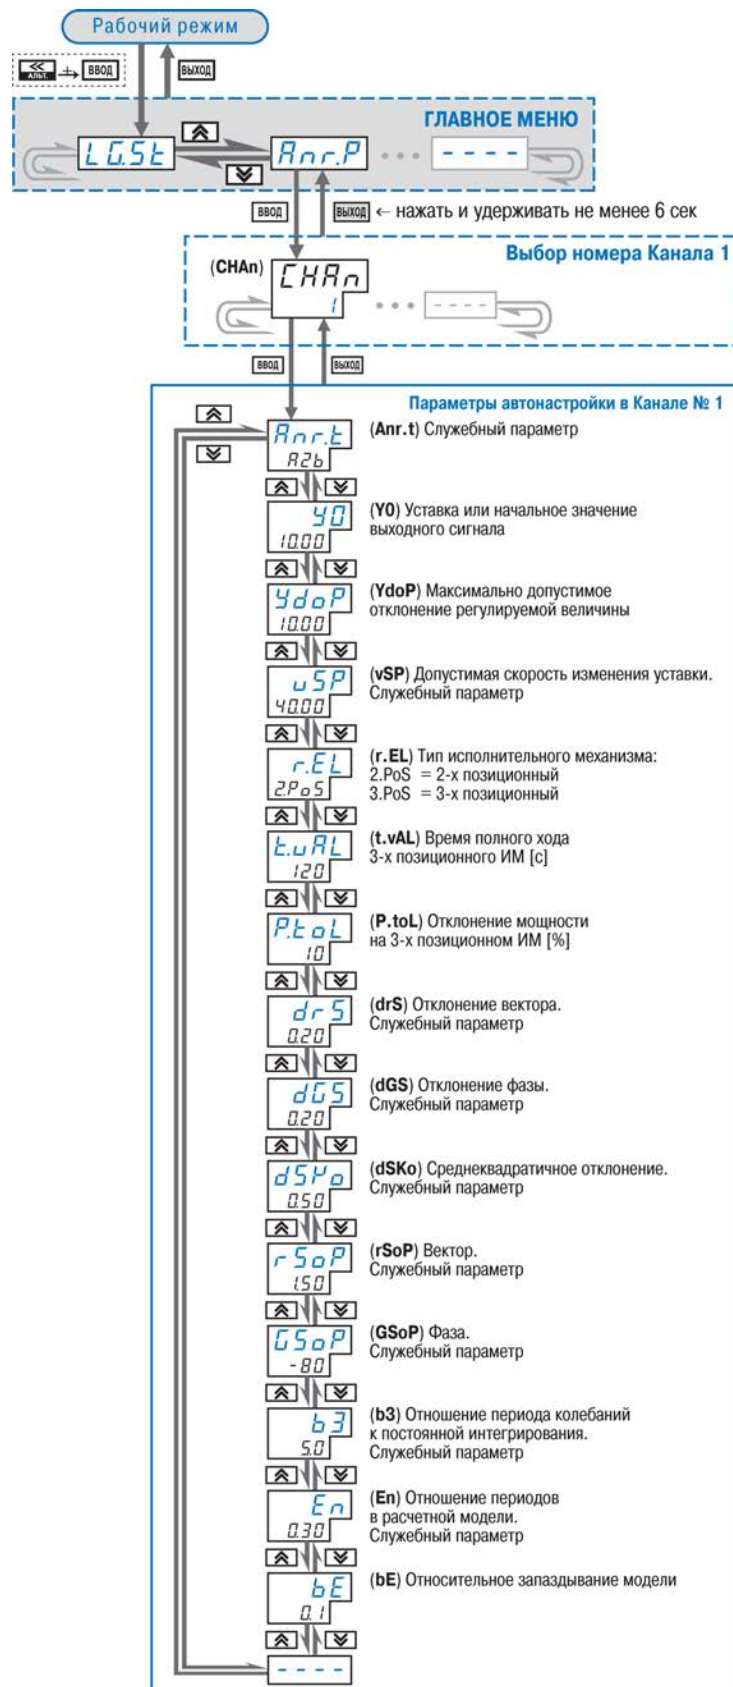 Рабочий режим
≪ АЛЬТ. ВВОД ВЫХОД
ГЛАВНОЕ МЕНЮ
LG.St Anr.P ----
ВВОД ВЫХОД ← нажать и удерживать не менее 6 сек
Выбор номера Канала 1
(CHAn) CHAn
1 ----
ВВОД ВЫХОД
Параметры автонастройки в Канале № 1
Anr.t (Anr.t) Служебный параметр
A2b
Y0 (Y0) Уставка или начальное значение
10.00 выходного сигнала
YdoP (YdoP) Максимально допустимое
10.00 отклонение регулируемой величины
vSP (vSP) Допустимая скорость изменения уставки.
40.00 Служебный параметр
r.EL (r.EL) Тип исполнительного механизма:
2.PoS 2.PoS = 2-х позиционный
3.PoS = 3-х позиционный
t.vAL (t.vAL) Время полного хода
120 3-х позиционного ИМ [с]
P.toL (P.toL) Отклонение мощности
10 на 3-х позиционном ИМ [%]
drS (drS) Отклонение вектора.
0.20 Служебный параметр
dGS (dGS) Отклонение фазы.
0.20 Служебный параметр
dSKo (dSKo) Среднеквадратичное отклонение.
0.50 Служебный параметр
rSoP (rSoP) Вектор.
1.50 Служебный параметр
GSoP (GSoP) Фаза.
-80 Служебный параметр
b3 (b3) Отношение периода колебаний
5.0 к постоянной интегрирования.
Служебный параметр
En (En) Отношение периодов
0.30 в расчетной модели.
Служебный параметр
bE (bE) Относительное запаздывание модели
0.1
----